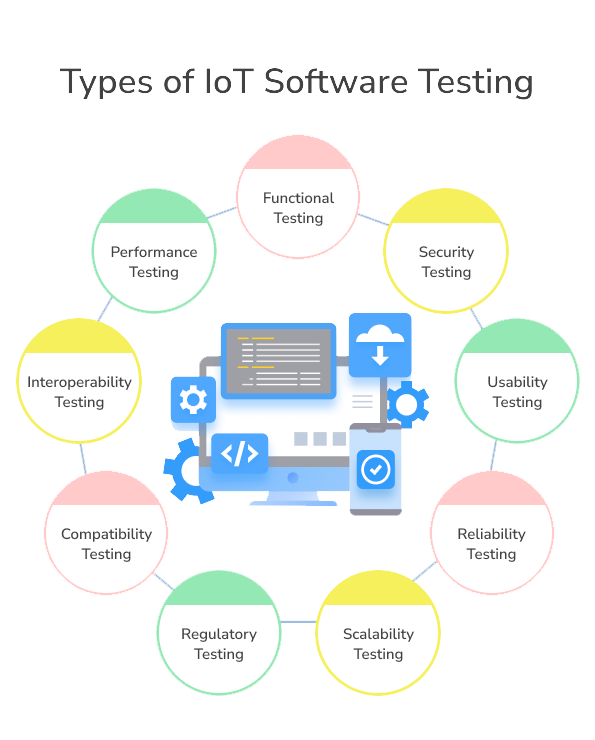 Types of IoT Software Testing
Functional
Testing
Security
Testing
Usability
Testing
Reliability
Testing
Scalability
Testing
Regulatory
Testing
Compatibility
Testing
Interoperability
Testing
Performance
Testing